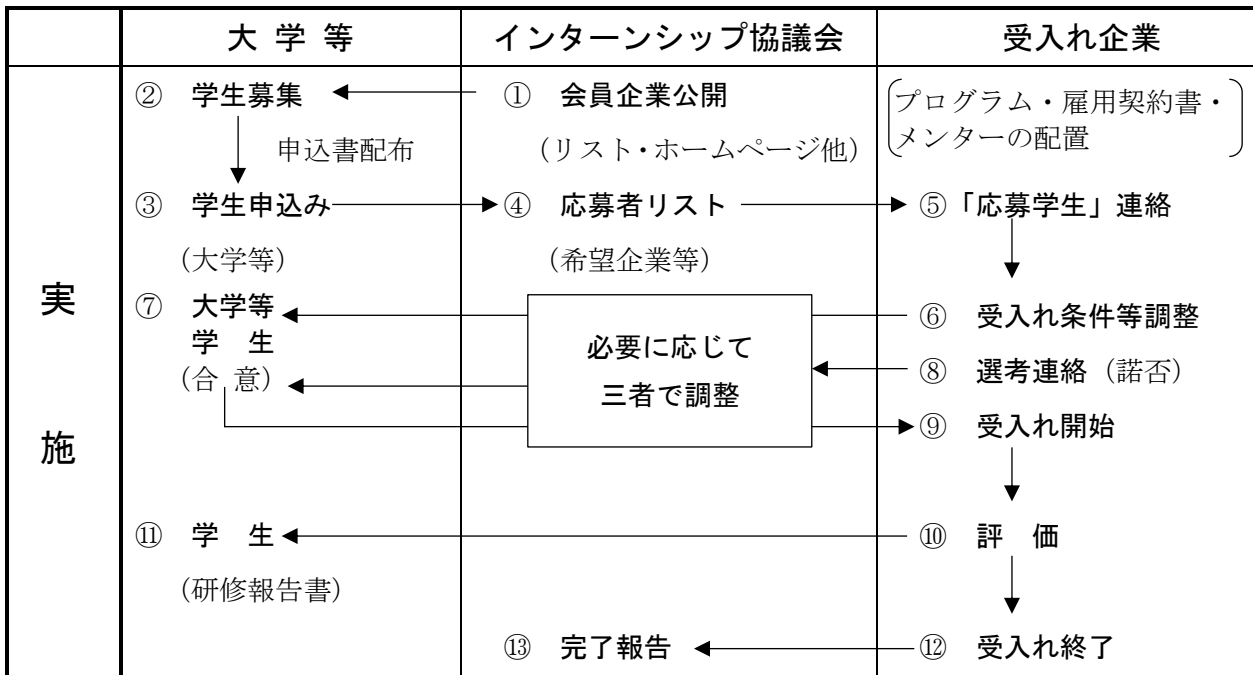 大 学 等
インターンシップ協議会
受入れ企業
実
施
② 学生募集
① 会員企業公開
プログラム・雇用契約書・
メンターの配置
申込書配布
（リスト・ホームページ他）
③ 学生申込み
④ 応募者リスト
⑤「応募学生」連絡
（大学等）
（希望企業等）
⑦ 大学等
学 生
（合 意）
必要に応じて
三者で調整
⑥ 受入れ条件等調整
⑧ 選考連絡（諾否）
⑨ 受入れ開始
⑪ 学 生
⑩ 評 価
（研修報告書）
⑬ 完了報告
⑫ 受入れ終了